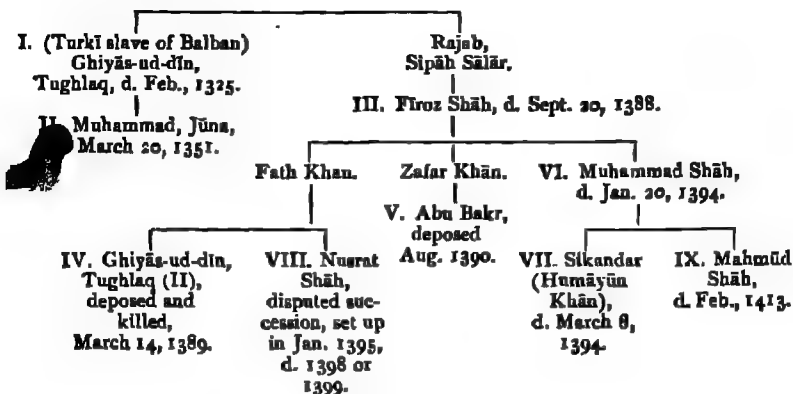 I. (Turkī slave of Balban)
Ghiyās-ud-dīn,
Tughlaq, d. Feb., 1325.
Rajab,
Sipāh Sālār.
II. Muhammad, Jūna,
March 20, 1351.
III. Fīroz Shāh, d. Sept. 20, 1388.
Fath Khan.
Zafar Khān.
VI. Muhammad Shāh,
d. Jan. 20, 1394.
V. Abu Bakr,
deposed
Aug. 1390.
IV. Ghiyās-ud-dīn,
Tughlaq (II),
deposed and
killed,
March 14, 1389.
VIII. Nusrat
Shāh,
disputed suc-
cession, set up
in Jan. 1395,
d. 1398 or
1399.
VII. Sikandar
(Humāyūn
Khān),
d. March 8,
1394.
IX. Mahmūd
Shāh,
d. Feb., 1413.